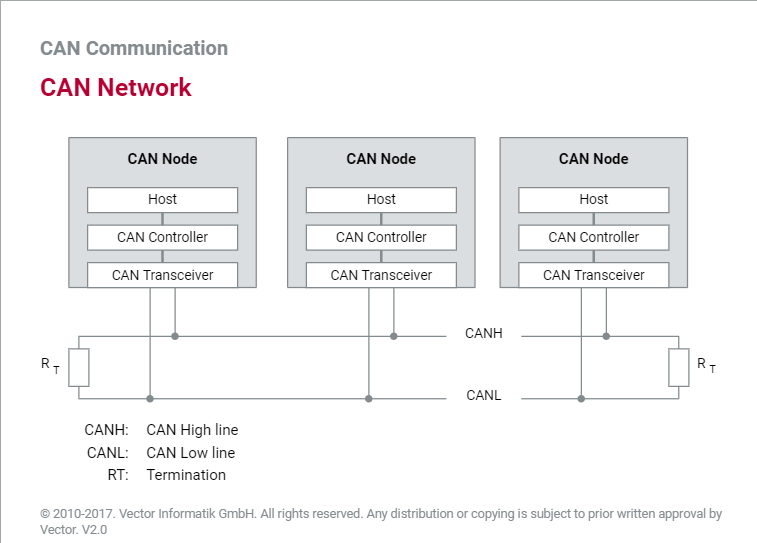 CAN Communication
CAN Network
CAN Node CAN Node CAN Node
Host Host Host
CAN Controller CAN Controller CAN Controller
CAN Transceiver CAN Transceiver CAN Transceiver
CANH
R T R T
CANL
CANH: CAN High line
CANL: CAN Low line
RT: Termination
© 2010-2017. Vector Informatik GmbH. All rights reserved. Any distribution or copying is subject to prior written approval by
Vector. V2.0